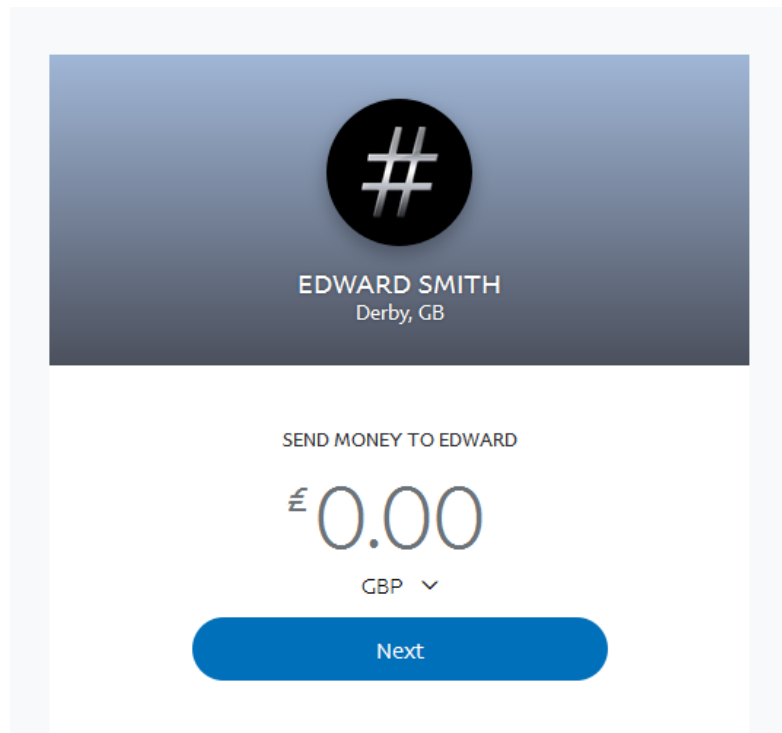 #
EDWARD SMITH
Derby, GB
SEND MONEY TO EDWARD
£0.00
GBP
Next